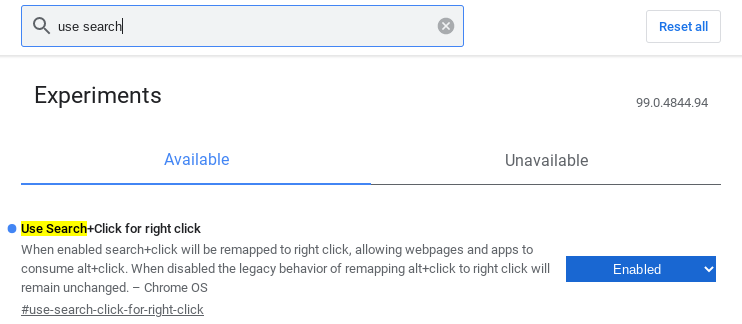 use search
Reset all
Experiments
99.0.4844.94
Available
Unavailable
Use Search+Click for right click
When enabled search+click will be remapped to right click, allowing webpages and apps to
consume alt+click. When disabled the legacy behavior of remapping alt+click to right click will
remain unchanged. – Chrome OS
Enabled
#use-search-click-for-right-click